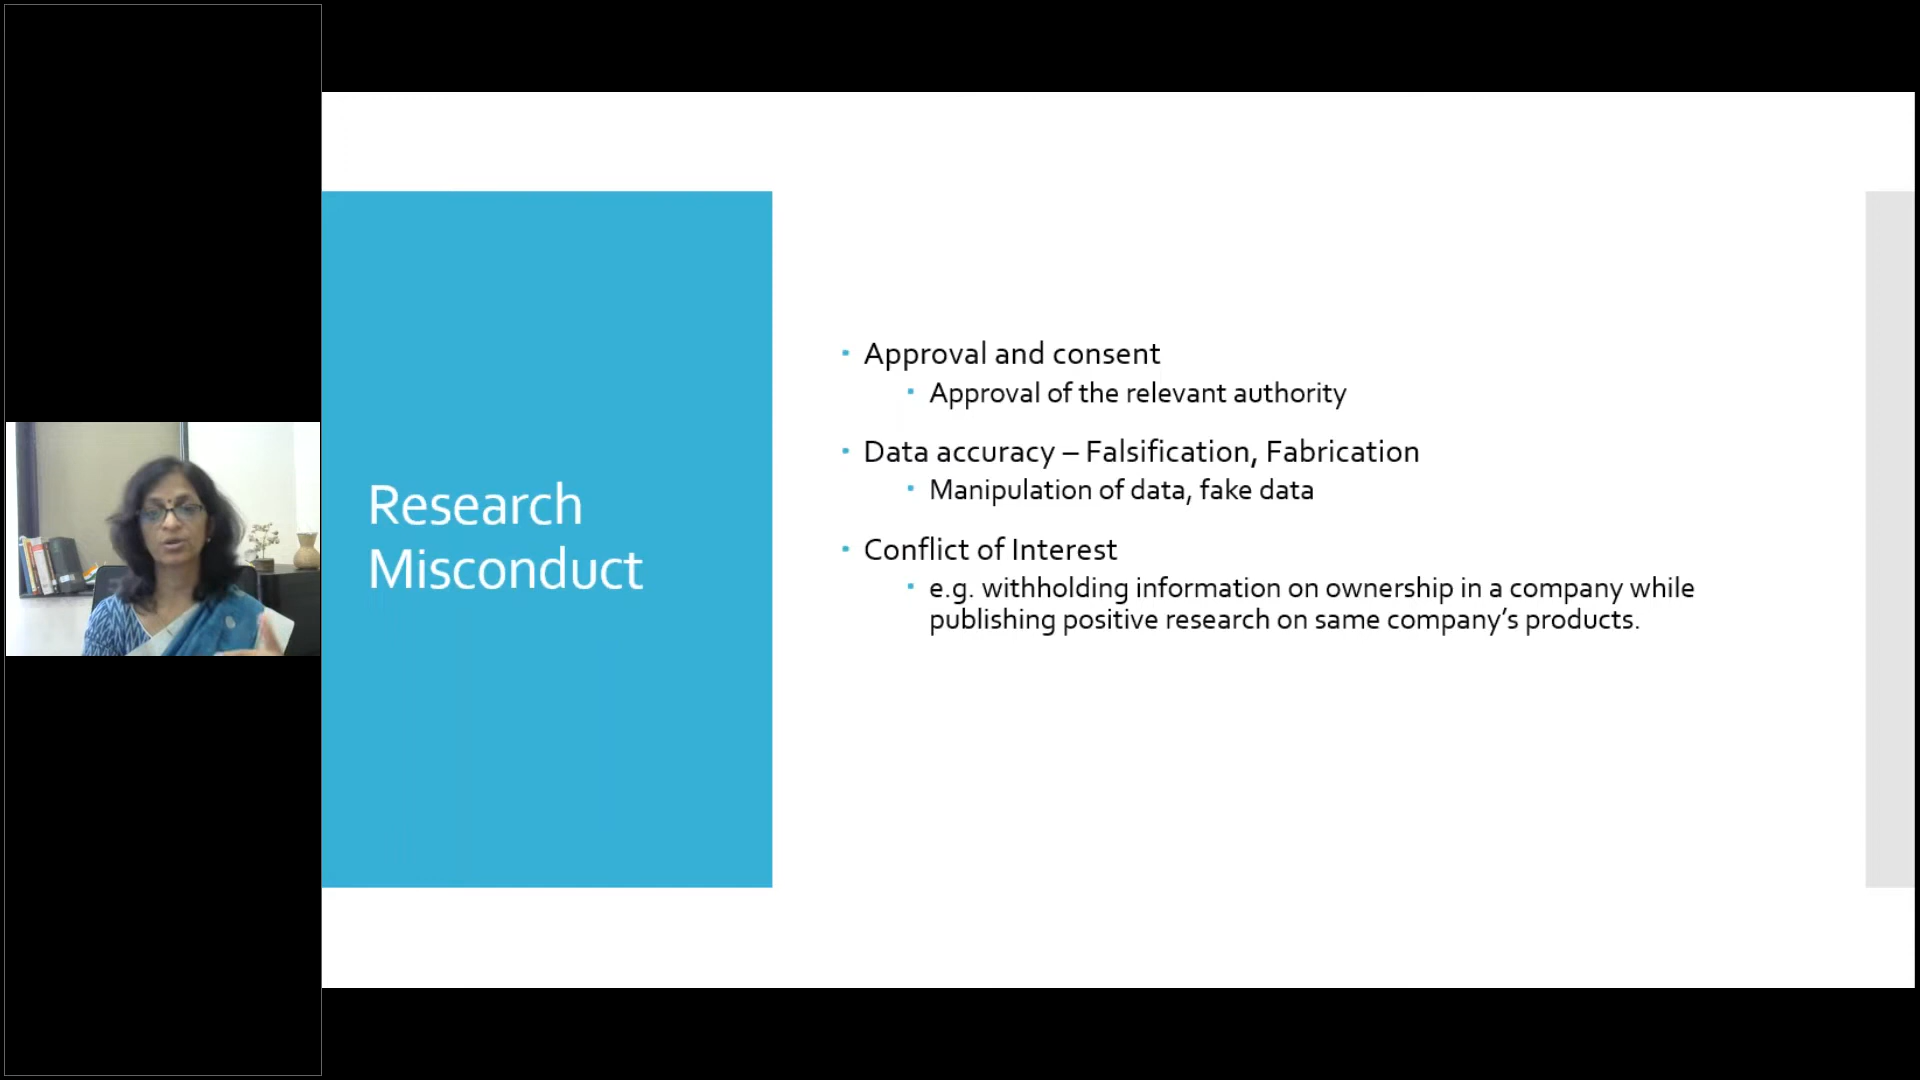 Research
Misconduct
Approval and consent
Approval of the relevant authority
Data accuracy – Falsification, Fabrication
Manipulation of data, fake data
Conflict of Interest
e.g. withholding information on ownership in a company while
publishing positive research on same company’s products.